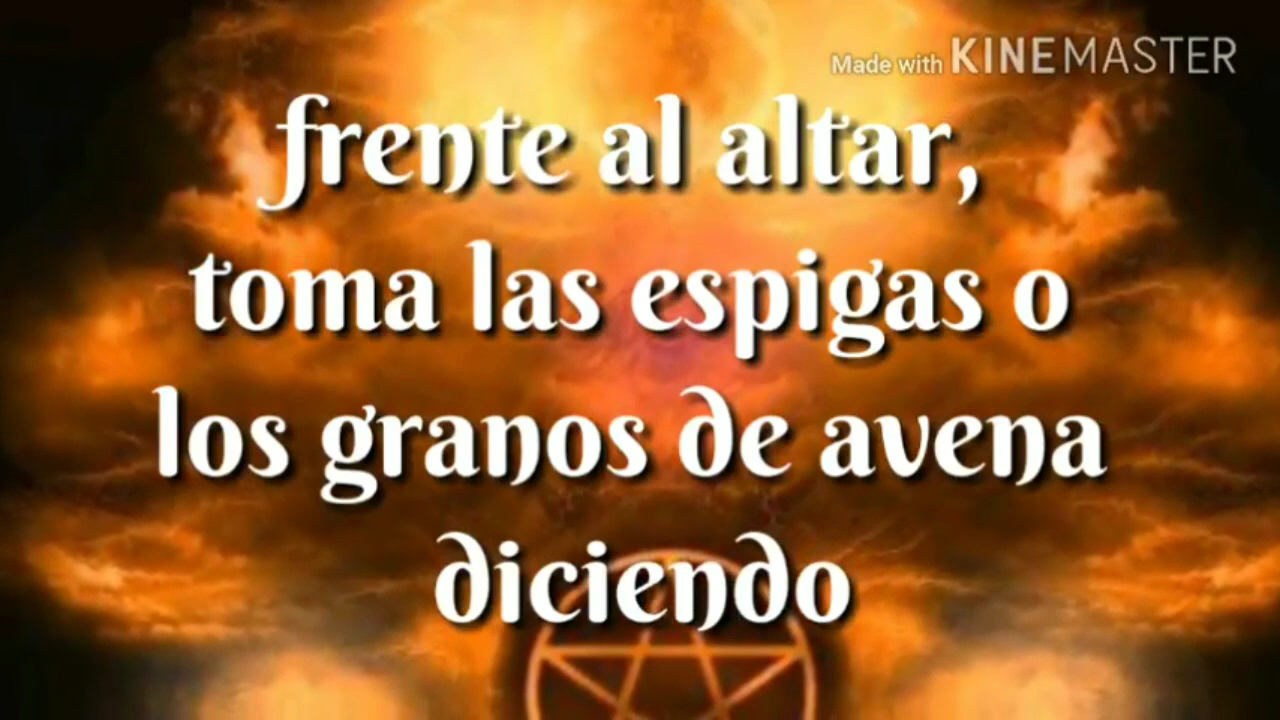 Made with KINEMASTER
frente al altar,
toma las espigas o
los granos de avena
diciendo